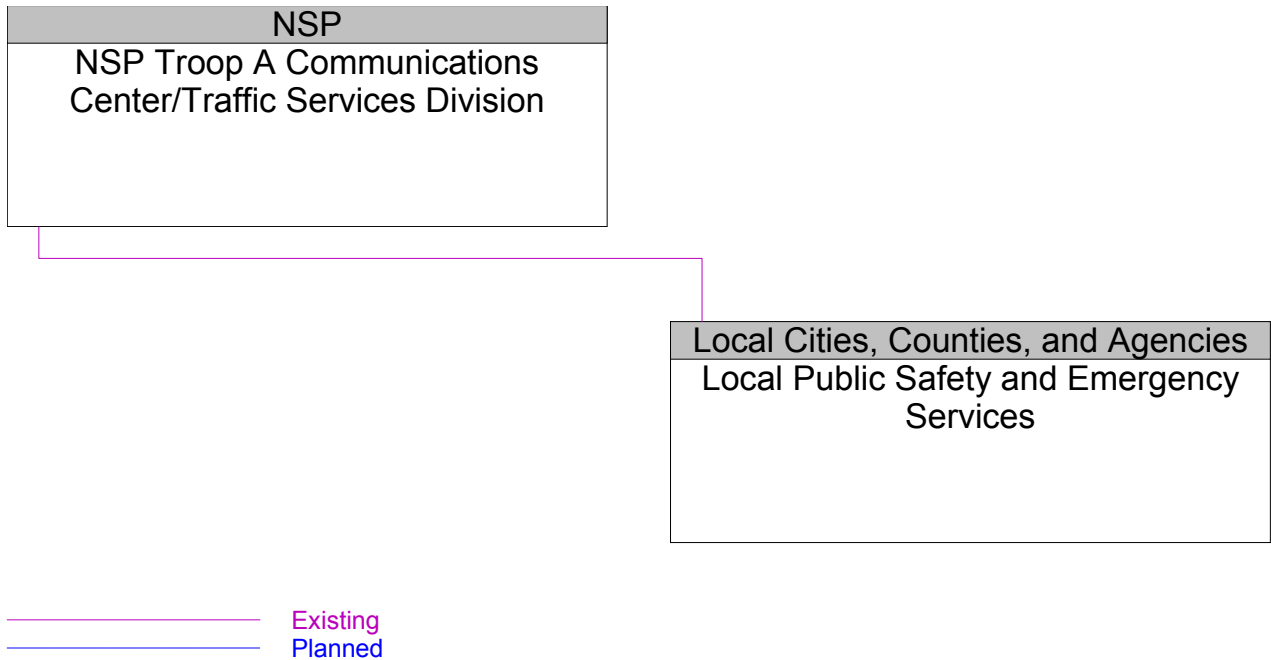 NSP
NSP Troop A Communications
Center/Traffic Services Division
Local Cities, Counties, and Agencies
Local Public Safety and Emergency
Services
Existing
Planned